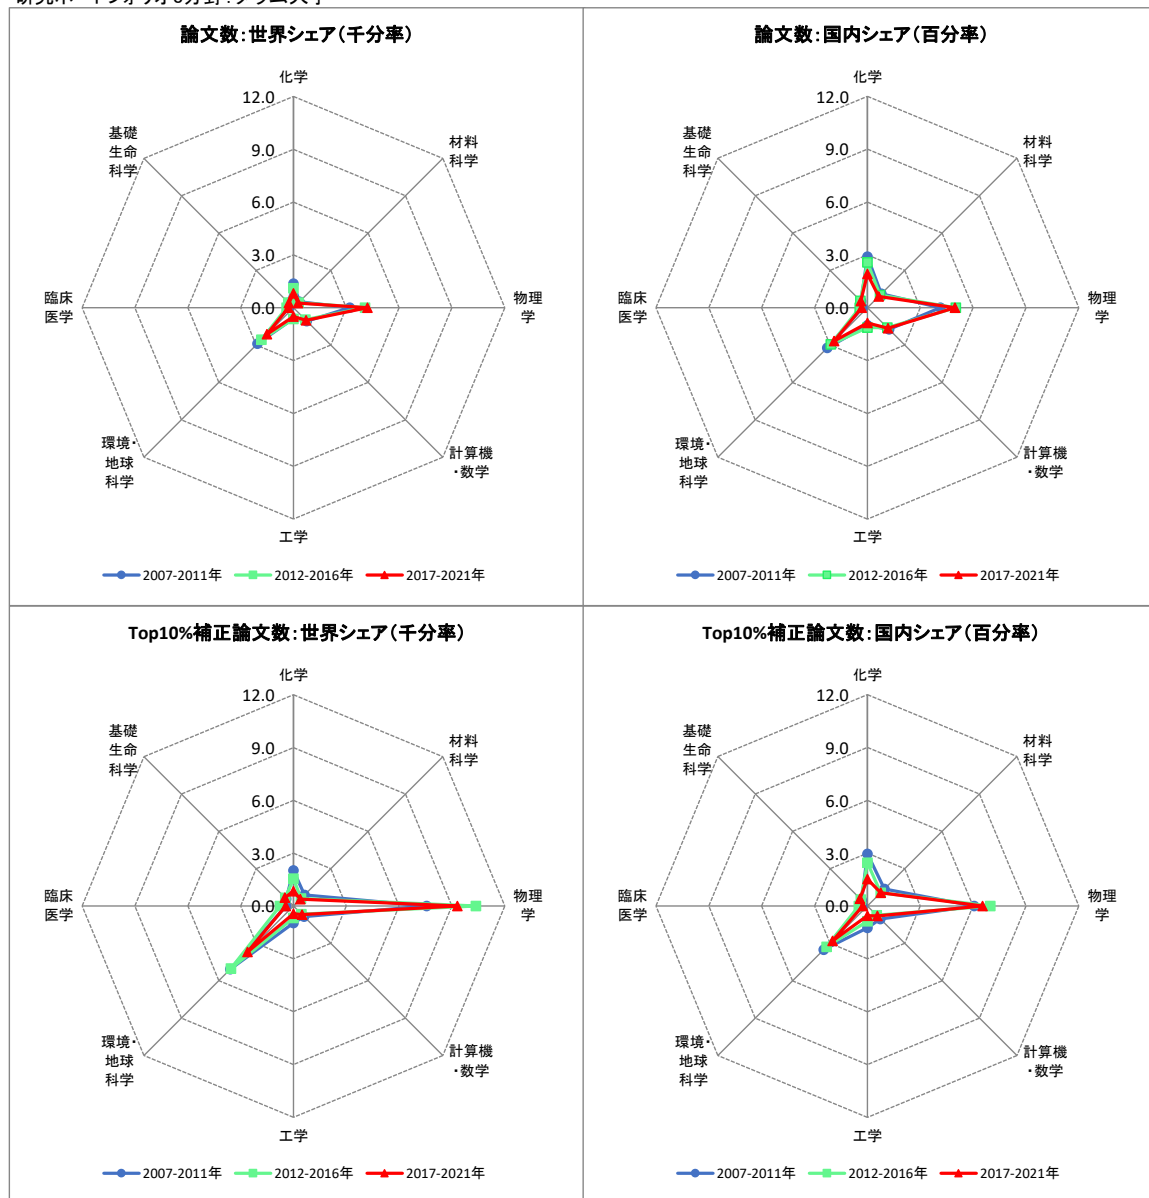 論文数:世界シェア(千分率)
化学
12.0
9.0
6.0
3.0
0.0
基礎
生命
科学
材料
科学
臨床
医学
物理
学
環境・
地球
科学
計算機
・数学
工学
2007-2011年
2012-2016年
2017-2021年
論文数:国内シェア(百分率)
化学
12.0
9.0
6.0
3.0
0.0
基礎
生命
科学
材料
科学
臨床
医学
物理
学
環境・
地球
科学
計算機
・数学
工学
2007-2011年
2012-2016年
2017-2021年
Top10%補正論文数:世界シェア(千分率)
化学
12.0
9.0
6.0
3.0
0.0
基礎
生命
科学
材料
科学
臨床
医学
物理
学
環境・
地球
科学
計算機
・数学
工学
2007-2011年
2012-2016年
2017-2021年
Top10%補正論文数:国内シェア(百分率)
化学
12.0
9.0
6.0
3.0
0.0
基礎
生命
科学
材料
科学
臨床
医学
物理
学
環境・
地球
科学
計算機
・数学
工学
2007-2011年
2012-2016年
2017-2021年